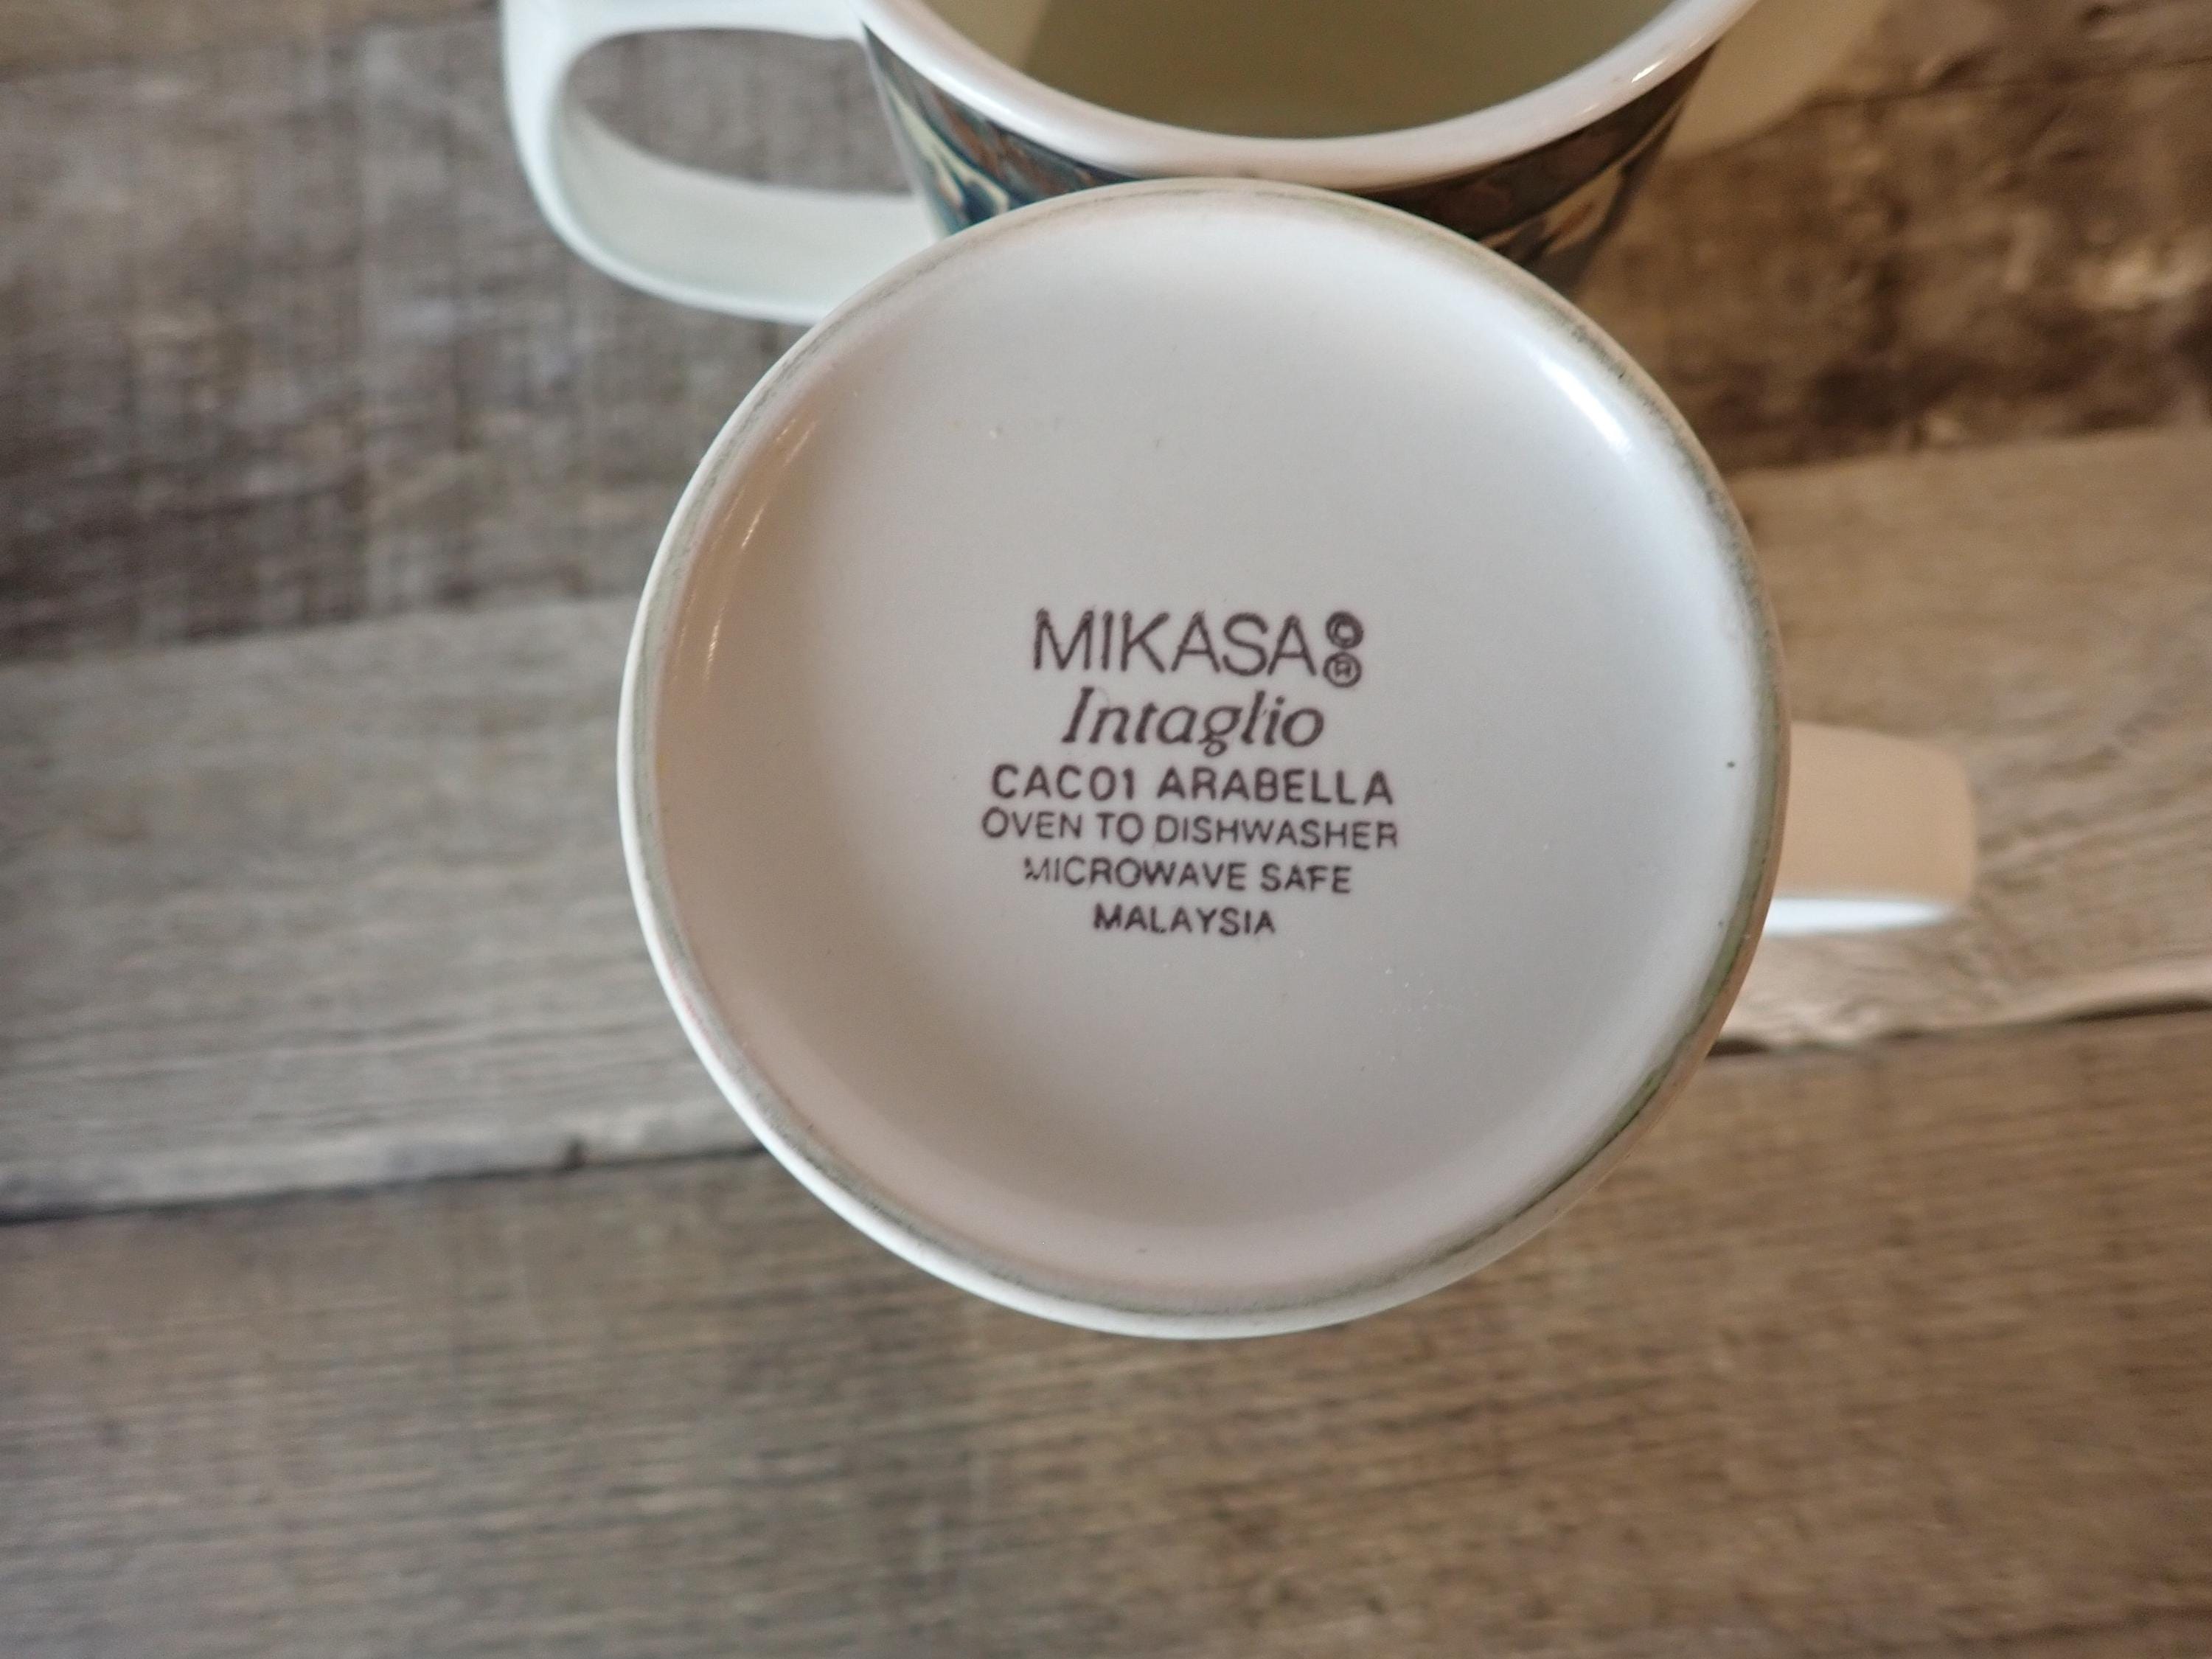 MIKASA©®
Intaglio
CAC01 ARABELLA
OVEN TO DISHWASHER
MICROWAVE SAFE
MALAYSIA